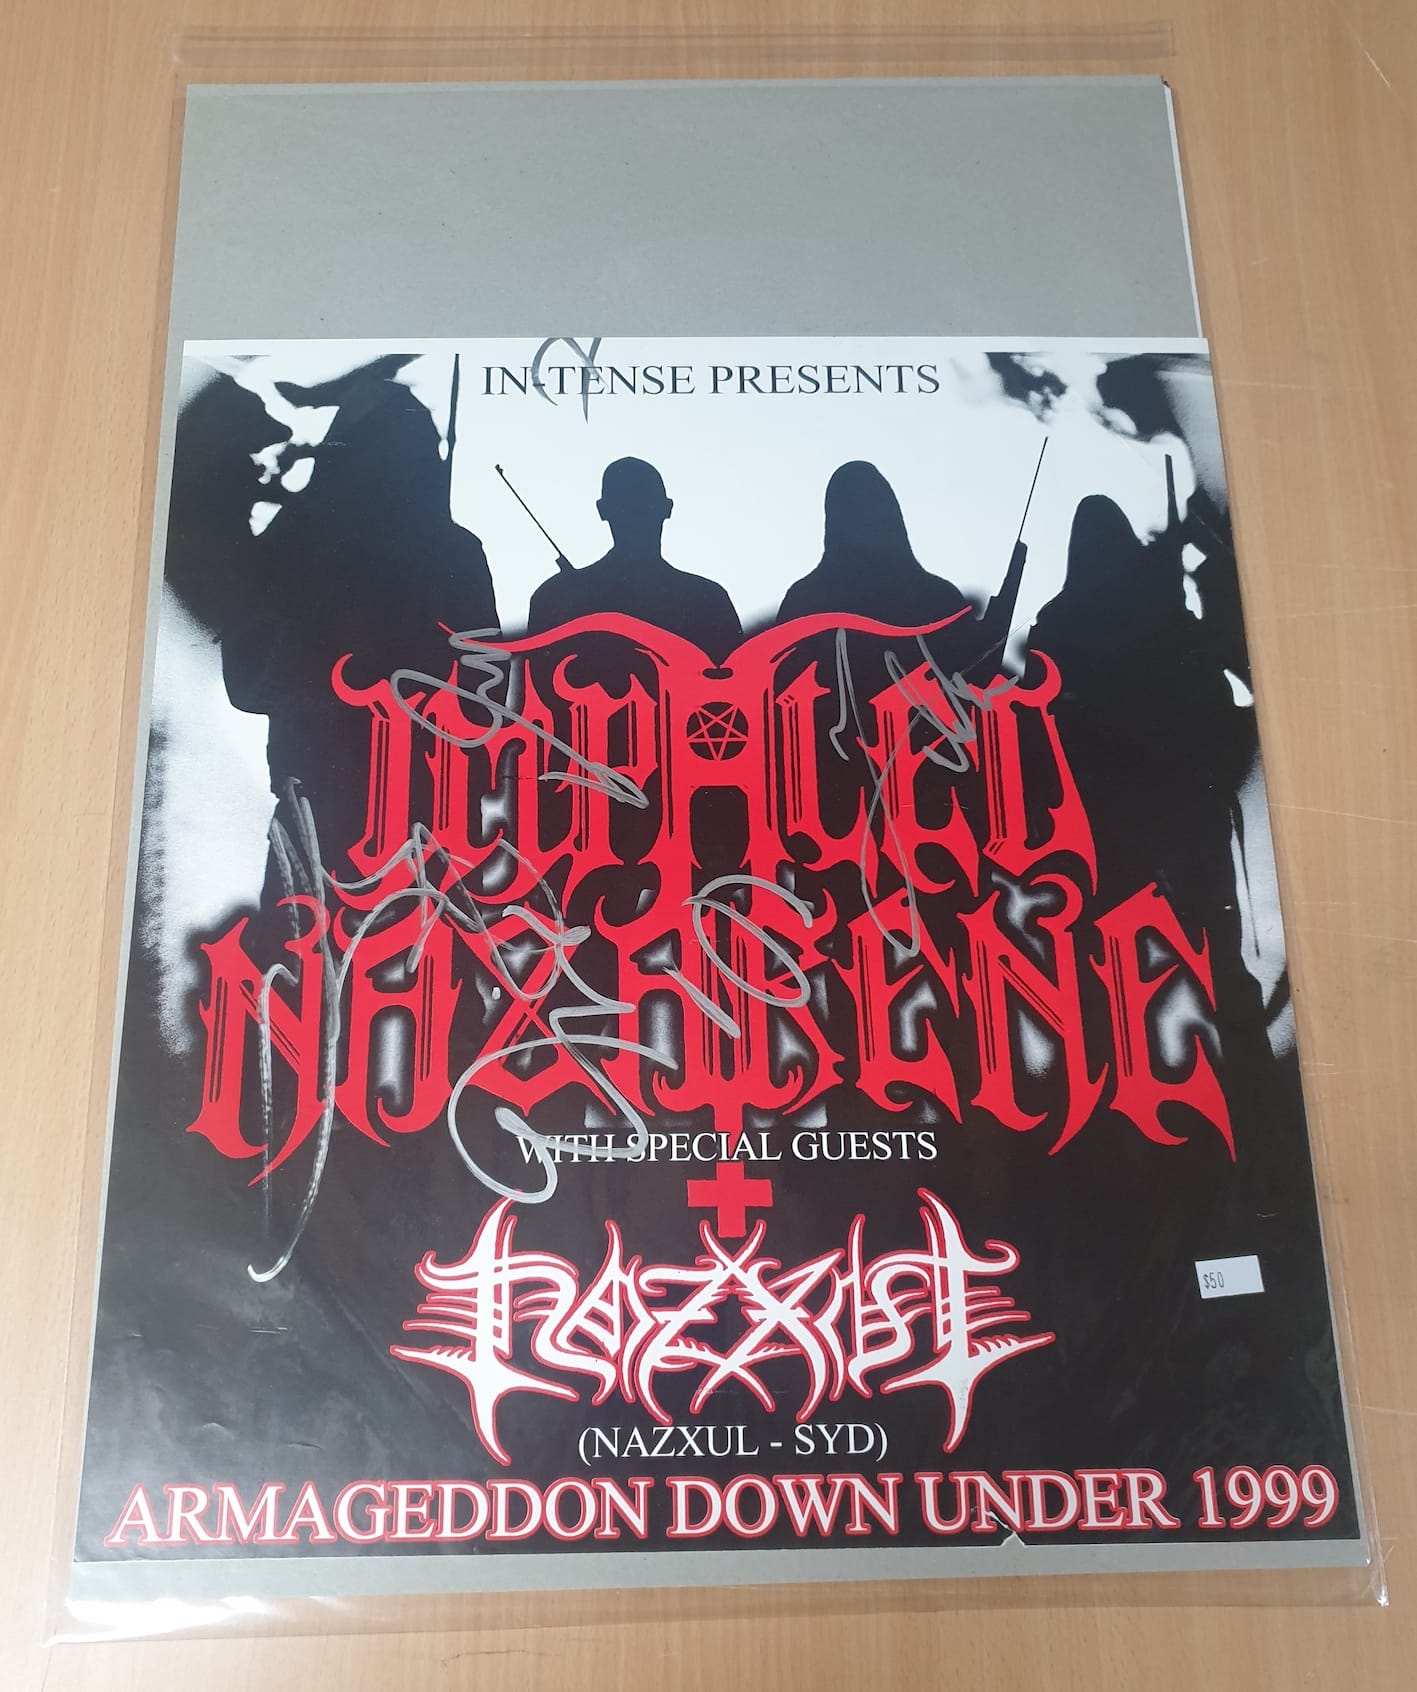 IN-TENSE PRESENTS
IMPALED
NAZARENE
WITH SPECIAL GUESTS
NAZXUL
(NAZXUL - SYD)
$50
ARMAGEDDON DOWN UNDER 1999